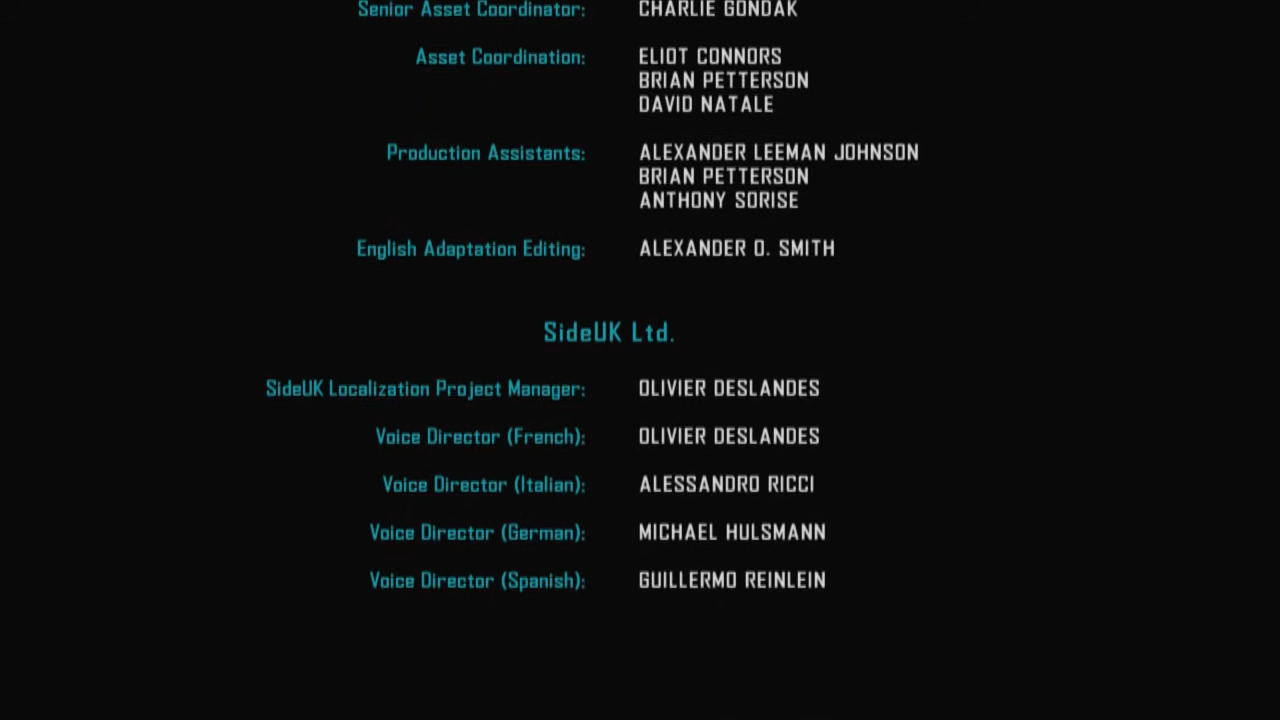 Senior Asset Coordinator: CHARLIE GONDAK
Asset Coordination: ELIOT CONNORS
BRIAN PETTERSON
DAVID NATALE
Production Assistants: ALEXANDER LEEMAN JOHNSON
BRIAN PETTERSON
ANTHONY SORISE
English Adaptation Editing: ALEXANDER O. SMITH
SideUK Ltd.
SideUK Localization Project Manager: OLIVIER DESLANDES
Voice Director (French): OLIVIER DESLANDES
Voice Director (Italian): ALESSANDRO RICCI
Voice Director (German): MICHAEL HULSMANN
Voice Director (Spanish): GUILLERMO REINLEIN